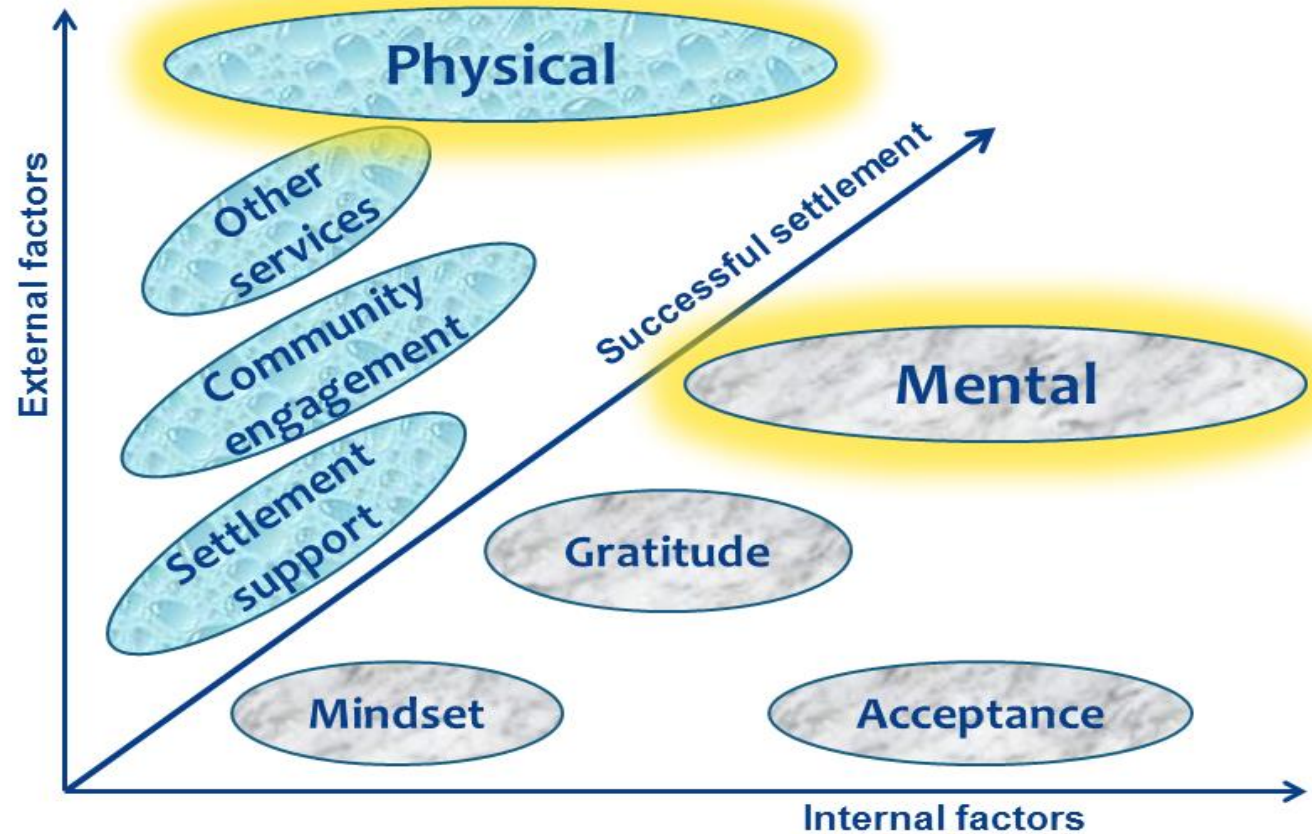 Physical
Other
services
Community
engagement
Settlement
support
External factors
Successful settlement
Mental
Gratitude
Mindset
Acceptance
Internal factors